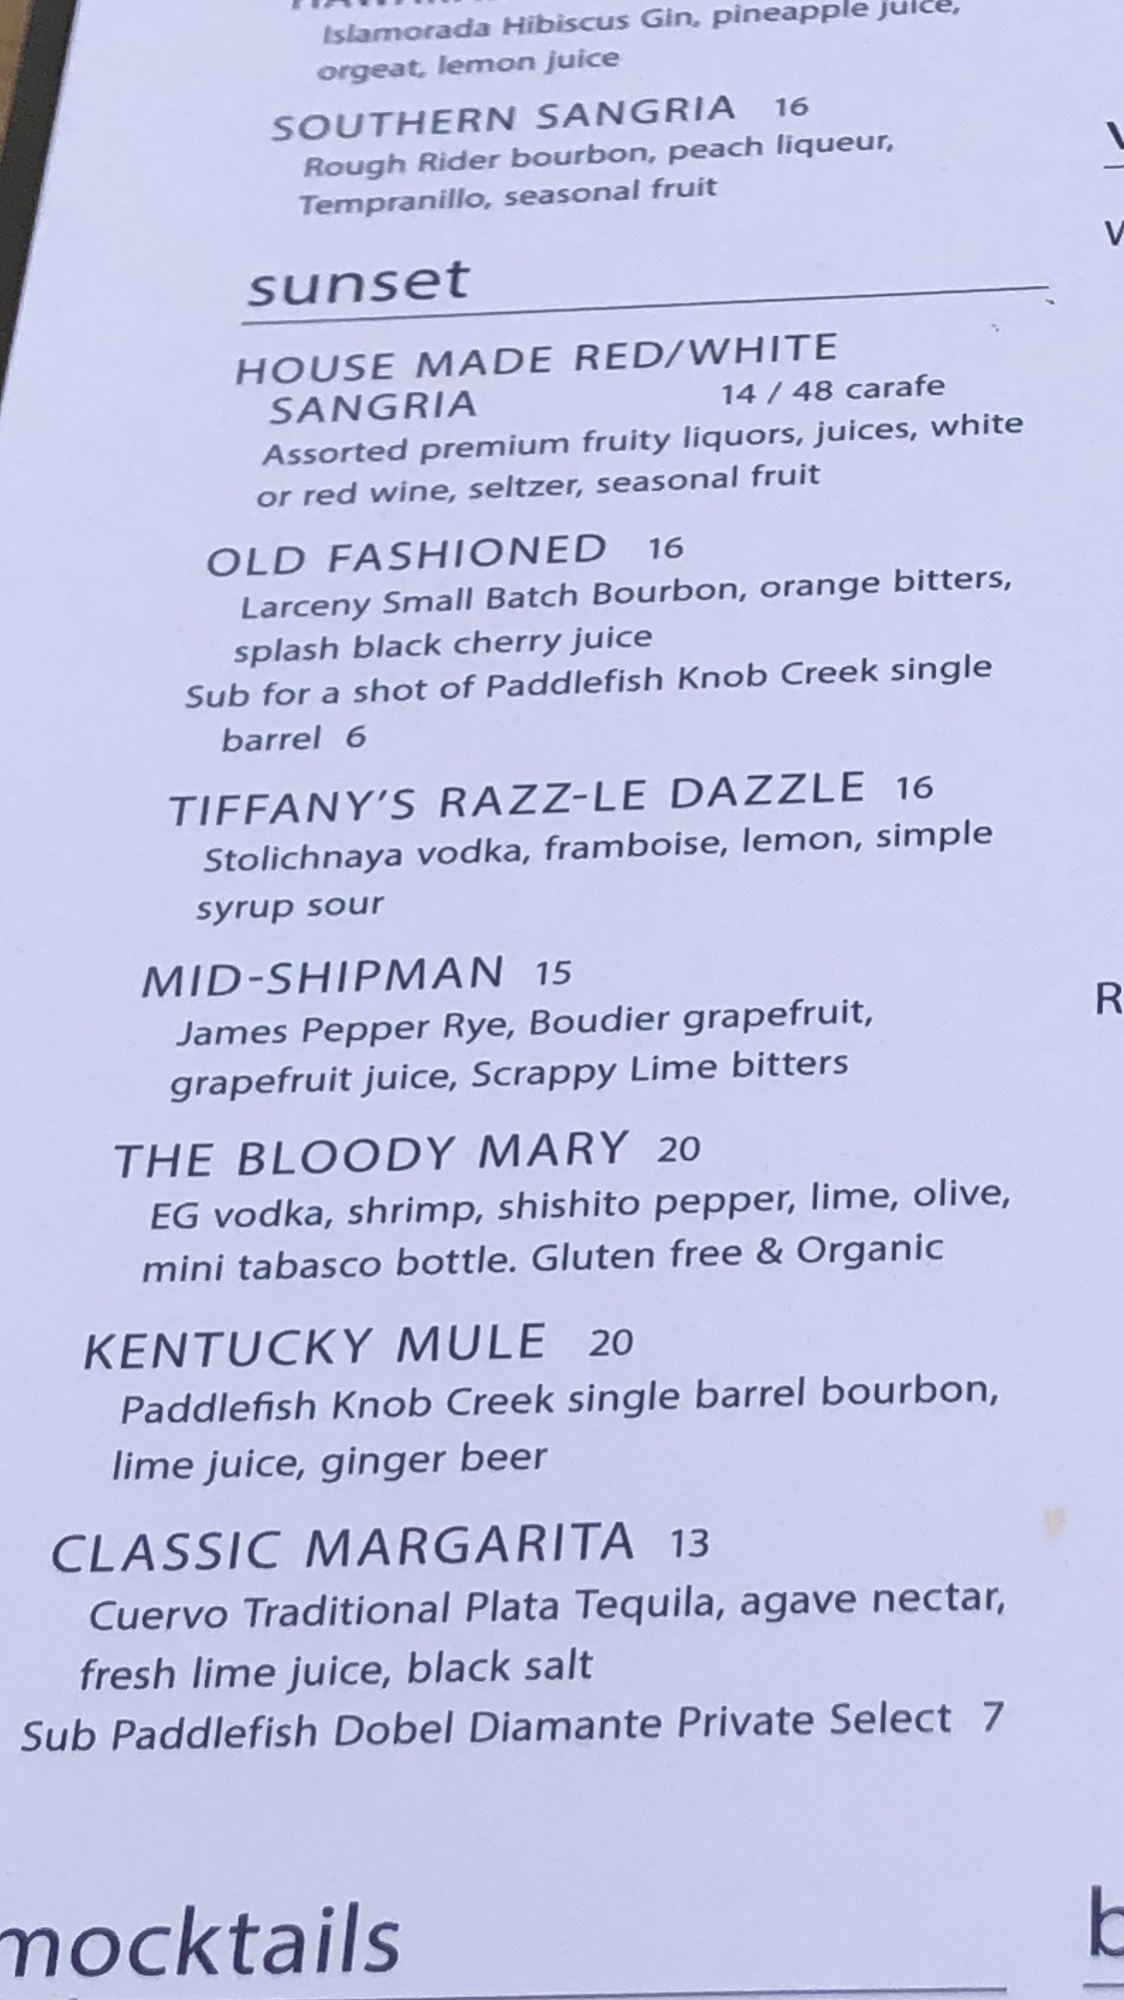 Islamorada Hibiscus Gin, pineapple juice,
orgeat, lemon juice
SOUTHERN SANGRIA 16
Rough Rider bourbon, peach liqueur,
Tempranillo, seasonal fruit
sunset
HOUSE MADE RED/WHITE
SANGRIA 14 / 48 carafe
Assorted premium fruity liquors, juices, white
or red wine, seltzer, seasonal fruit
OLD FASHIONED 16
Larceny Small Batch Bourbon, orange bitters,
splash black cherry juice
Sub for a shot of Paddlefish Knob Creek single
barrel 6
TIFFANY'S RAZZ-LE DAZZLE 16
Stolichnaya vodka, framboise, lemon, simple
syrup sour
MID-SHIPMAN 15
James Pepper Rye, Boudier grapefruit,
grapefruit juice, Scrappy Lime bitters
THE BLOODY MARY 20
EG vodka, shrimp, shishito pepper, lime, olive,
mini tabasco bottle. Gluten free & Organic
KENTUCKY MULE 20
Paddlefish Knob Creek single barrel bourbon,
lime juice, ginger beer
CLASSIC MARGARITA 13
Cuervo Traditional Plata Tequila, agave nectar,
fresh lime juice, black salt
Sub Paddlefish Dobel Diamante Private Select 7
mocktails